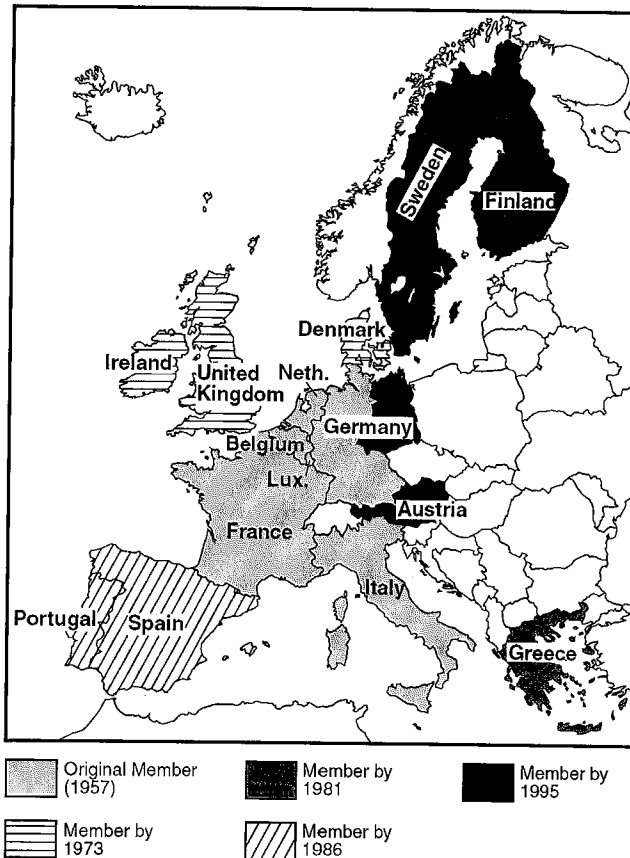 Sweden
Finland
Denmark
Ireland
United
Kingdom
Neth.
Germany
Belgium
Lux.
Austria
France
Italy
Portugal
Spain
Greece
Original Member
(1957)
Member by
1981
Member by
1995
Member by
1973
Member by
1986